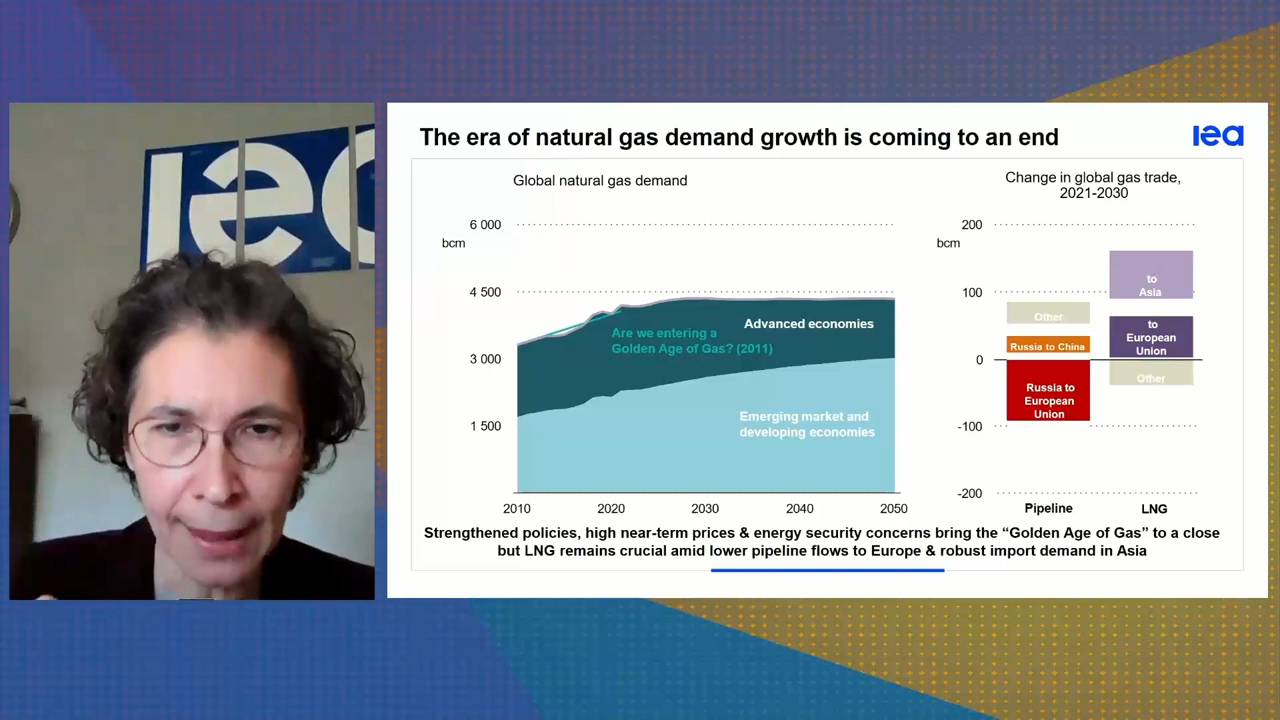 iea
The era of natural gas demand growth is coming to an end
iea
Global natural gas demand
6 000
bcm
4 500
3 000
1 500
Are we entering a
Golden Age of Gas? (2011)
Advanced economies
Emerging market and
developing economies
2010 2020 2030 2040 2050
Change in global gas trade,
2021-2030
200
bcm
100
0
-100
-200
Other
Russia to China
Russia to
European
Union
to
Asia
to
European
Union
Other
Pipeline LNG
Strengthened policies, high near-term prices & energy security concerns bring the “Golden Age of Gas” to a close
but LNG remains crucial amid lower pipeline flows to Europe & robust import demand in Asia